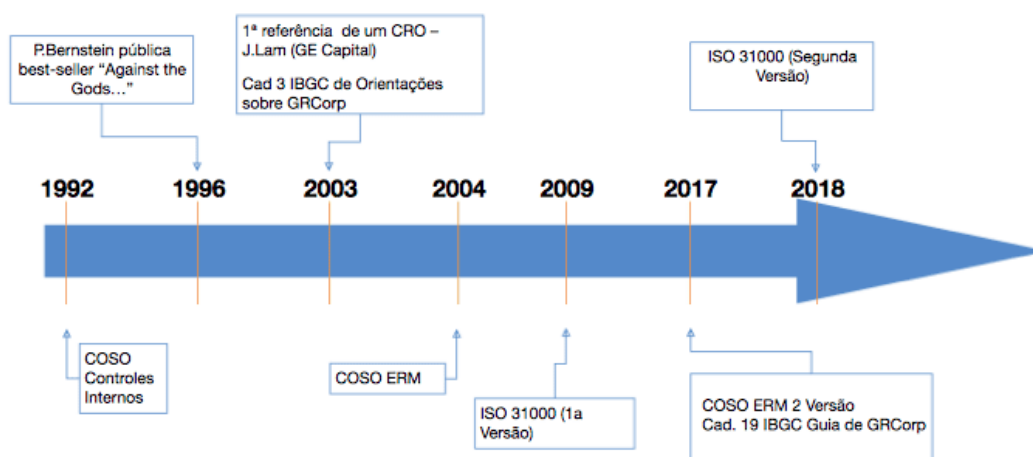 P.Bernstein pública
best-seller “Against the
Gods...”
1ª referência de um CRO –
J.Lam (GE Capital)
Cad 3 IBGC de Orientações
sobre GRCorp
ISO 31000 (Segunda
Versão)
1992
1996
2003
2004
2009
2017
2018
COSO
Controles
Internos
COSO ERM
ISO 31000 (1a
Versão)
COSO ERM 2 Versão
Cad. 19 IBGC Guia de GRCorp